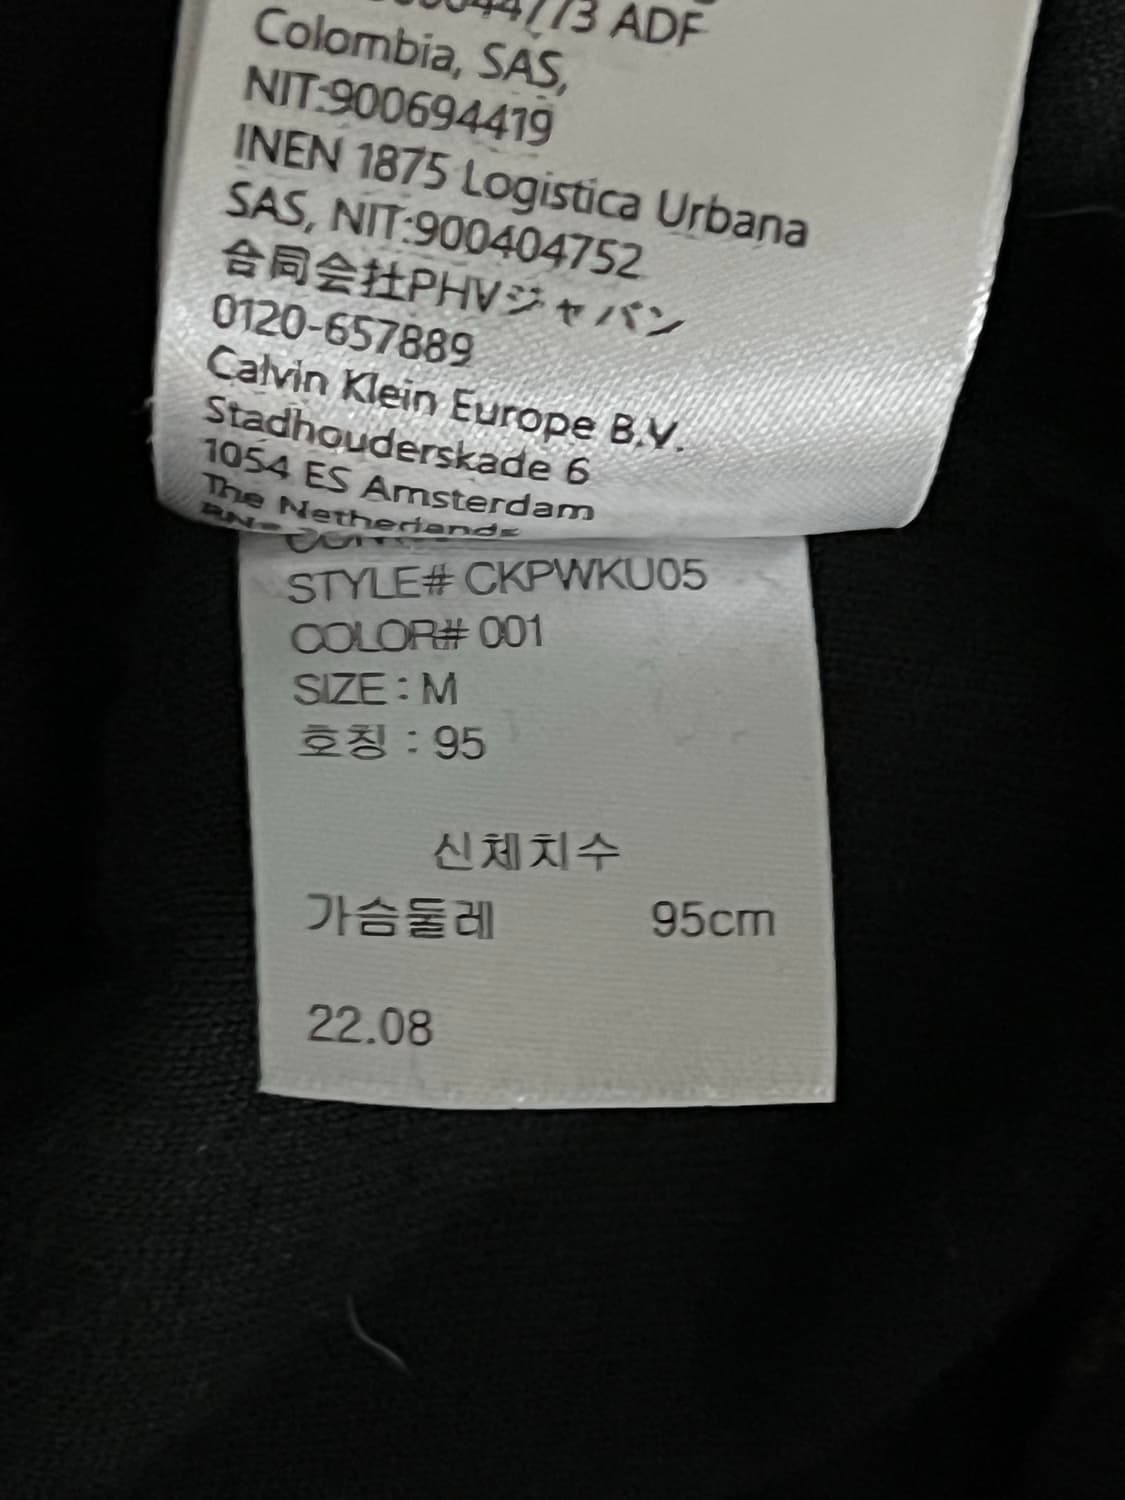 ADF
Colombia, SAS,
NIT:900694419
INEN 1875 Logistica Urbana
SAS, NIT:900404752
合同会社PHVジャパン
0120-657889
Calvin Klein Europe B.V.
Stadhouderskade 6
1054 ES Amsterdam
The Netherlands
STYLE# CKPWKU05
COLOR# 001
SIZE : M
호칭 : 95
신체치수
가슴둘레 95cm
22.08